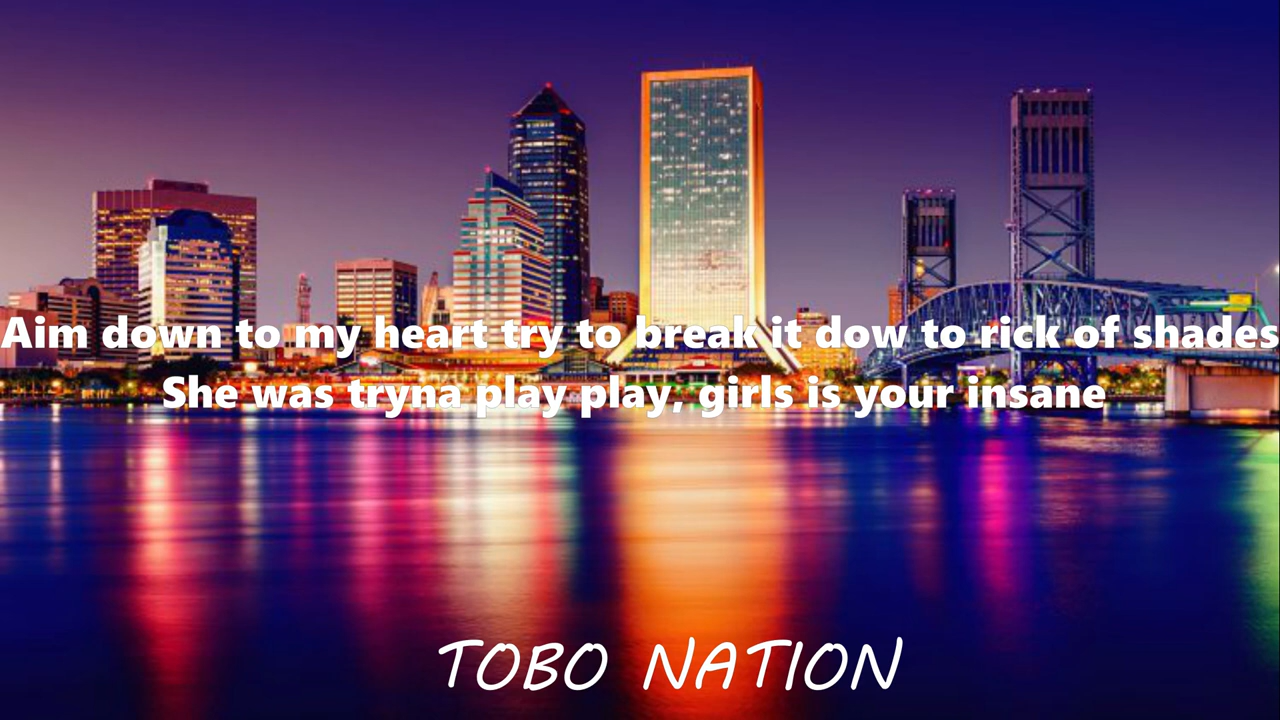 Aim down to my heart try to break it dow to rick of shades
She was tryna play play, girls is your insane
TOBO NATION